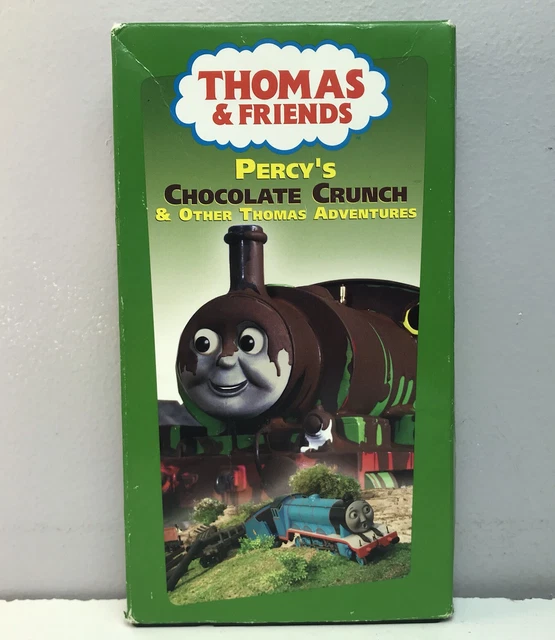 THOMAS
& FRIENDS
PERCY'S
CHOCOLATE CRUNCH
& OTHER THOMAS ADVENTURES